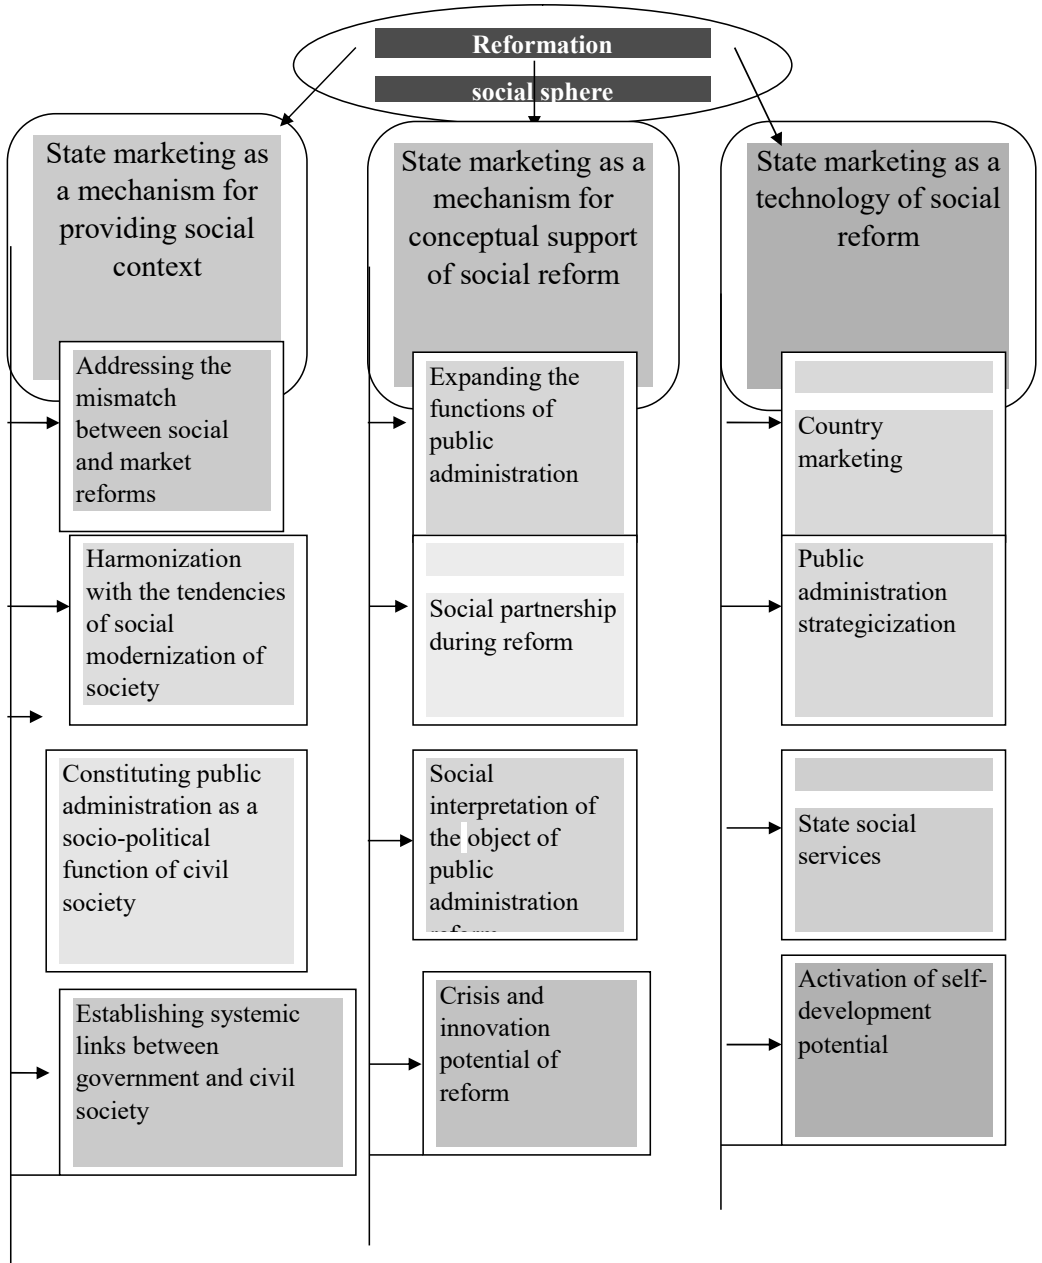 Reformation
social sphere
State marketing as
a mechanism for
providing social
context
State marketing as a
mechanism for
conceptual support
of social reform
State marketing as a
technology of social
reform
Addressing the
mismatch
between social
and market
reforms
Expanding the
functions of
public
administration
Country
marketing
Harmonization
with the tendencies
of social
modernization of
society
Social partnership
during reform
Public
administration
strategicization
Constituting public
administration as a
socio-political
function of civil
society
Social
interpretation of
the object of
public
administration
State social
services
Establishing systemic
links between
government and civil
society
Crisis and
innovation
potential of
reform
Activation of self-
development
potential